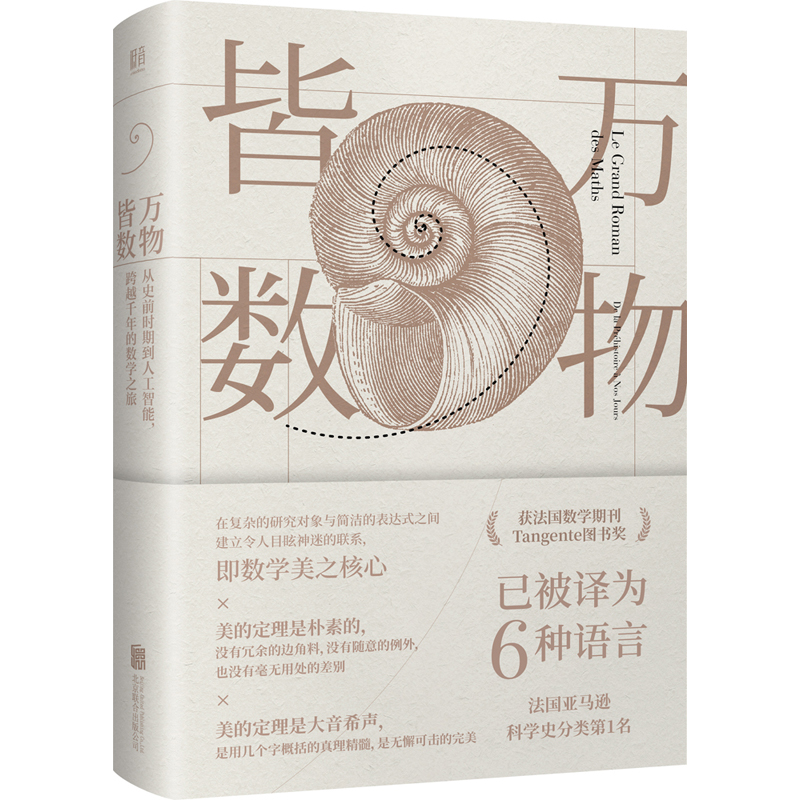 万物
皆数
Le Grand Roman
des Maths
De la Préhistoire à Nos Jours
未读
万物
皆数
从史前时期到人工智能，
跨越千年的数学之旅
北京联合出版公司
在复杂的研究对象与简洁的表达式之间
建立令人目眩神迷的联系，
即数学美之核心
×
美的定理是朴素的，
没有冗余的边角料，没有随意的例外，
也没有毫无用处的差别
×
美的定理是大音希声，
是用几个字概括的真理精髓，是无懈可击的完美
获法国数学期刊
Tangente图书奖
已被译为
6种语言
法国亚马逊
科学史分类第1名